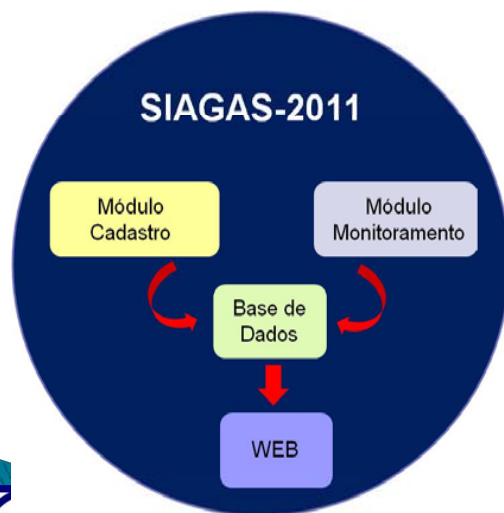 SIAGAS-2011
Módulo
Cadastro
Módulo
Monitoramento
Base de
Dados
WEB